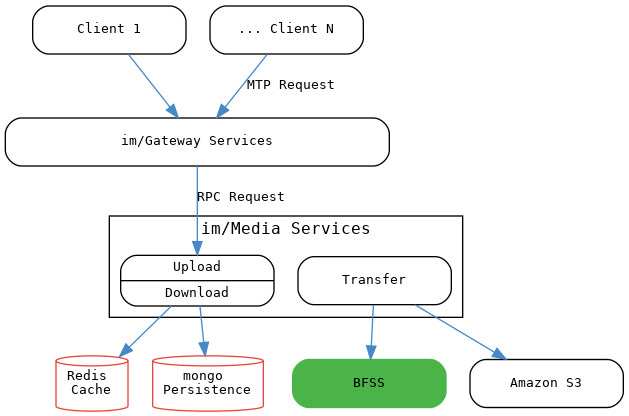 Client 1
... Client N
MTP Request
im/Gateway Services
RPC Request
im/Media Services
Upload
Download
Transfer
Redis
Cache
mongo
Persistence
BFSS
Amazon S3